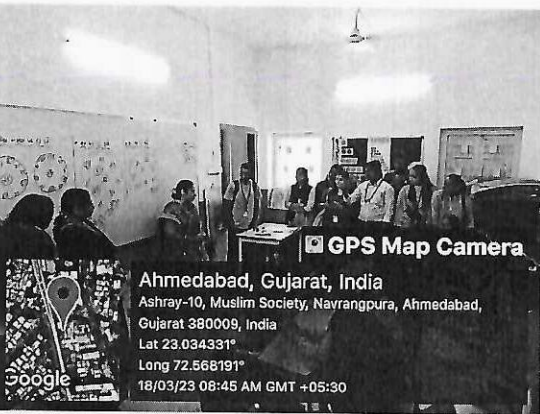 GPS Map Camera
Ahmedabad, Gujarat, India
Ashray-10, Muslim Society, Navrangpura, Ahmedabad,
Gujarat 380009, India
Lat 23.034331°
Long 72.568191°
18/03/23 08:45 AM GMT +05:30
Google